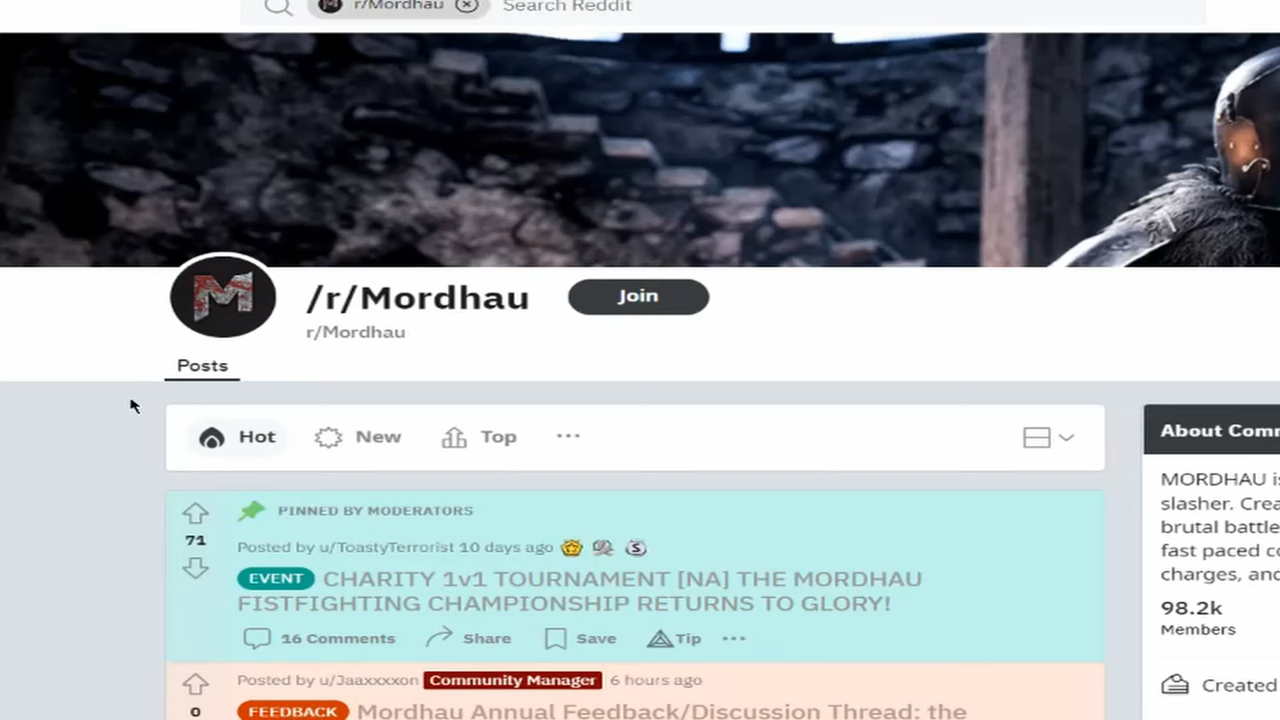 r/Mordhau Search Reddit
/r/Mordhau Join
r/Mordhau
Posts
Hot New Top
PINNED BY MODERATORS
71
Posted by u/ToastyTerrorist 10 days ago
EVENT CHARITY 1v1 TOURNAMENT [NA] THE MORDHAU
FISTFIGHTING CHAMPIONSHIP RETURNS TO GLORY!
16 Comments Share Save Tip
Posted by u/Jaaxxxxon Community Manager 6 hours ago
0
FEEDBACK Mordhau Annual Feedback/Discussion Thread: the
About Comm
MORDHAU is
slasher. Crea
brutal battle
fast paced co
charges, and
98.2k
Members
Created